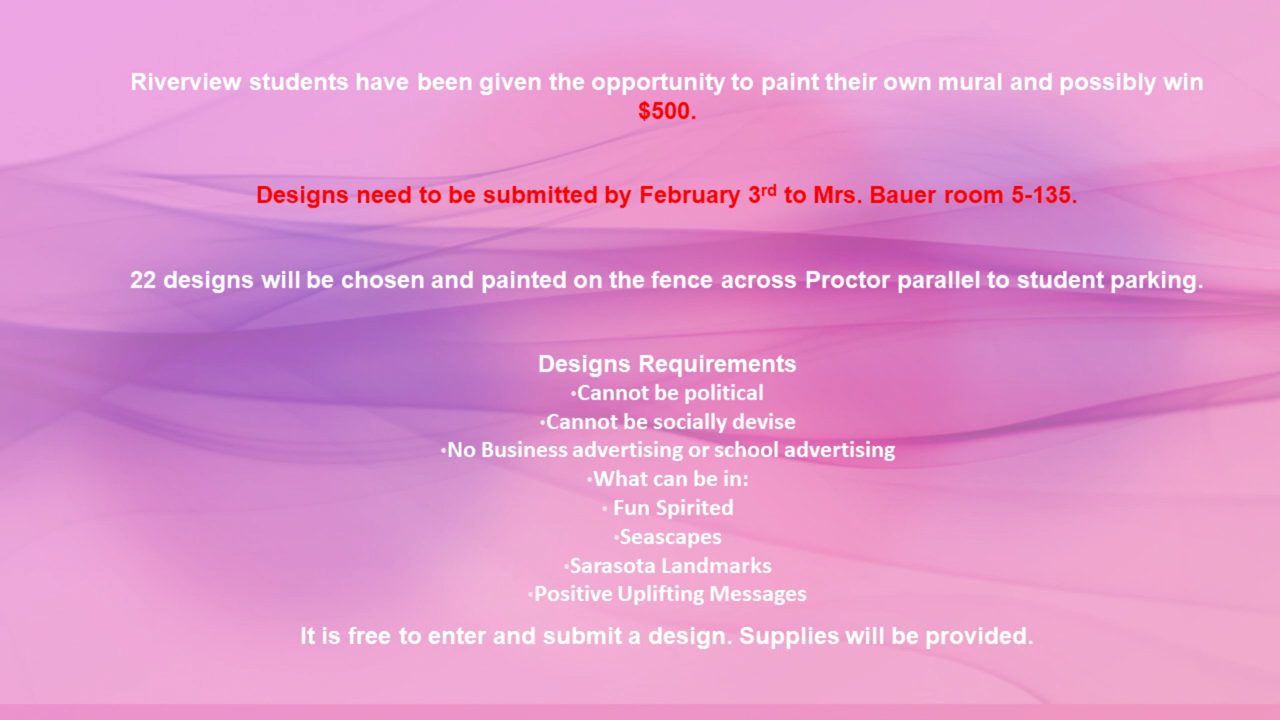 Riverview students have been given the opportunity to paint their own mural and possibly win
$500.
Designs need to be submitted by February 3rd to Mrs. Bauer room 5-135.
22 designs will be chosen and painted on the fence across Proctor parallel to student parking.
Designs Requirements
•Cannot be political
•Cannot be socially devise
•No Business advertising or school advertising
•What can be in:
• Fun Spirited
•Seascapes
•Sarasota Landmarks
•Positive Uplifting Messages
It is free to enter and submit a design. Supplies will be provided.